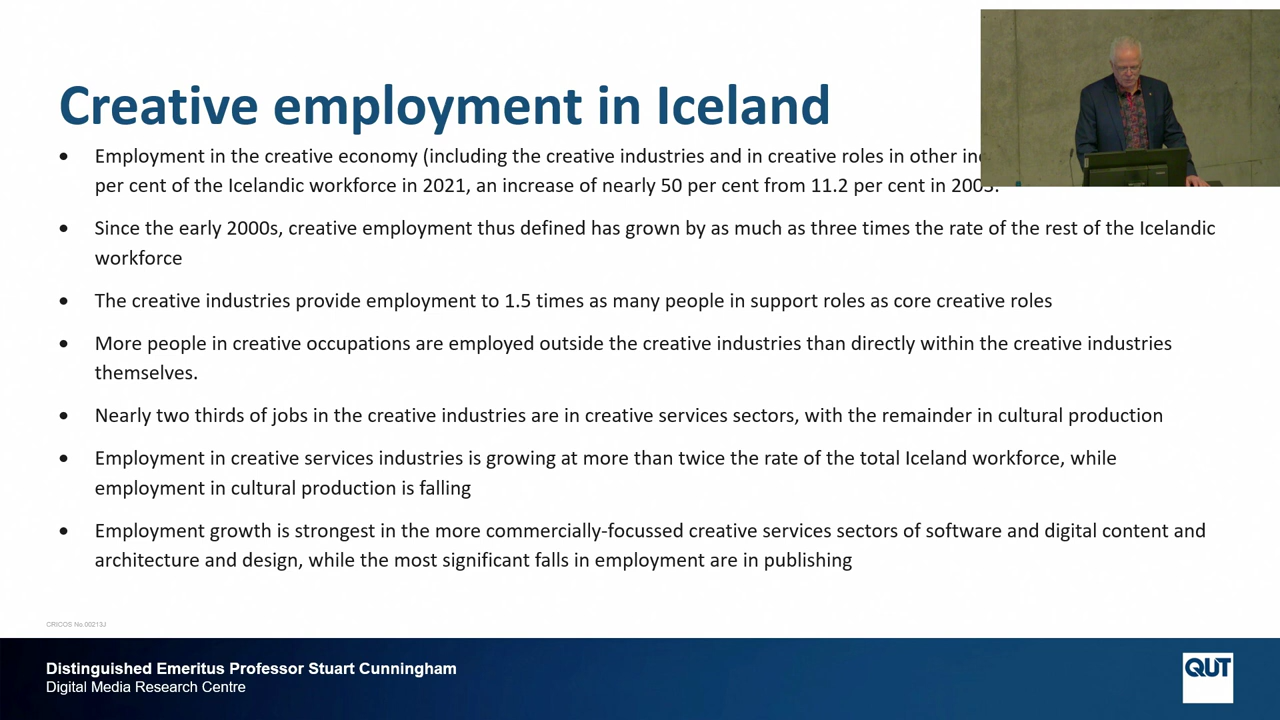 Creative employment in Iceland
• Employment in the creative economy (including the creative industries and in creative roles in other
per cent of the Icelandic workforce in 2021, an increase of nearly 50 per cent from 11.2 per cent in 2003.
• Since the early 2000s, creative employment thus defined has grown by as much as three times the rate of the rest of the Icelandic
workforce
• The creative industries provide employment to 1.5 times as many people in support roles as core creative roles
• More people in creative occupations are employed outside the creative industries than directly within the creative industries
themselves.
• Nearly two thirds of jobs in the creative industries are in creative services sectors, with the remainder in cultural production
• Employment in creative services industries is growing at more than twice the rate of the total Iceland workforce, while
employment in cultural production is falling
• Employment growth is strongest in the more commercially-focussed creative services sectors of software and digital content and
architecture and design, while the most significant falls in employment are in publishing
CRICOS No.00213J
Distinguished Emeritus Professor Stuart Cunningham
Digital Media Research Centre
QUT